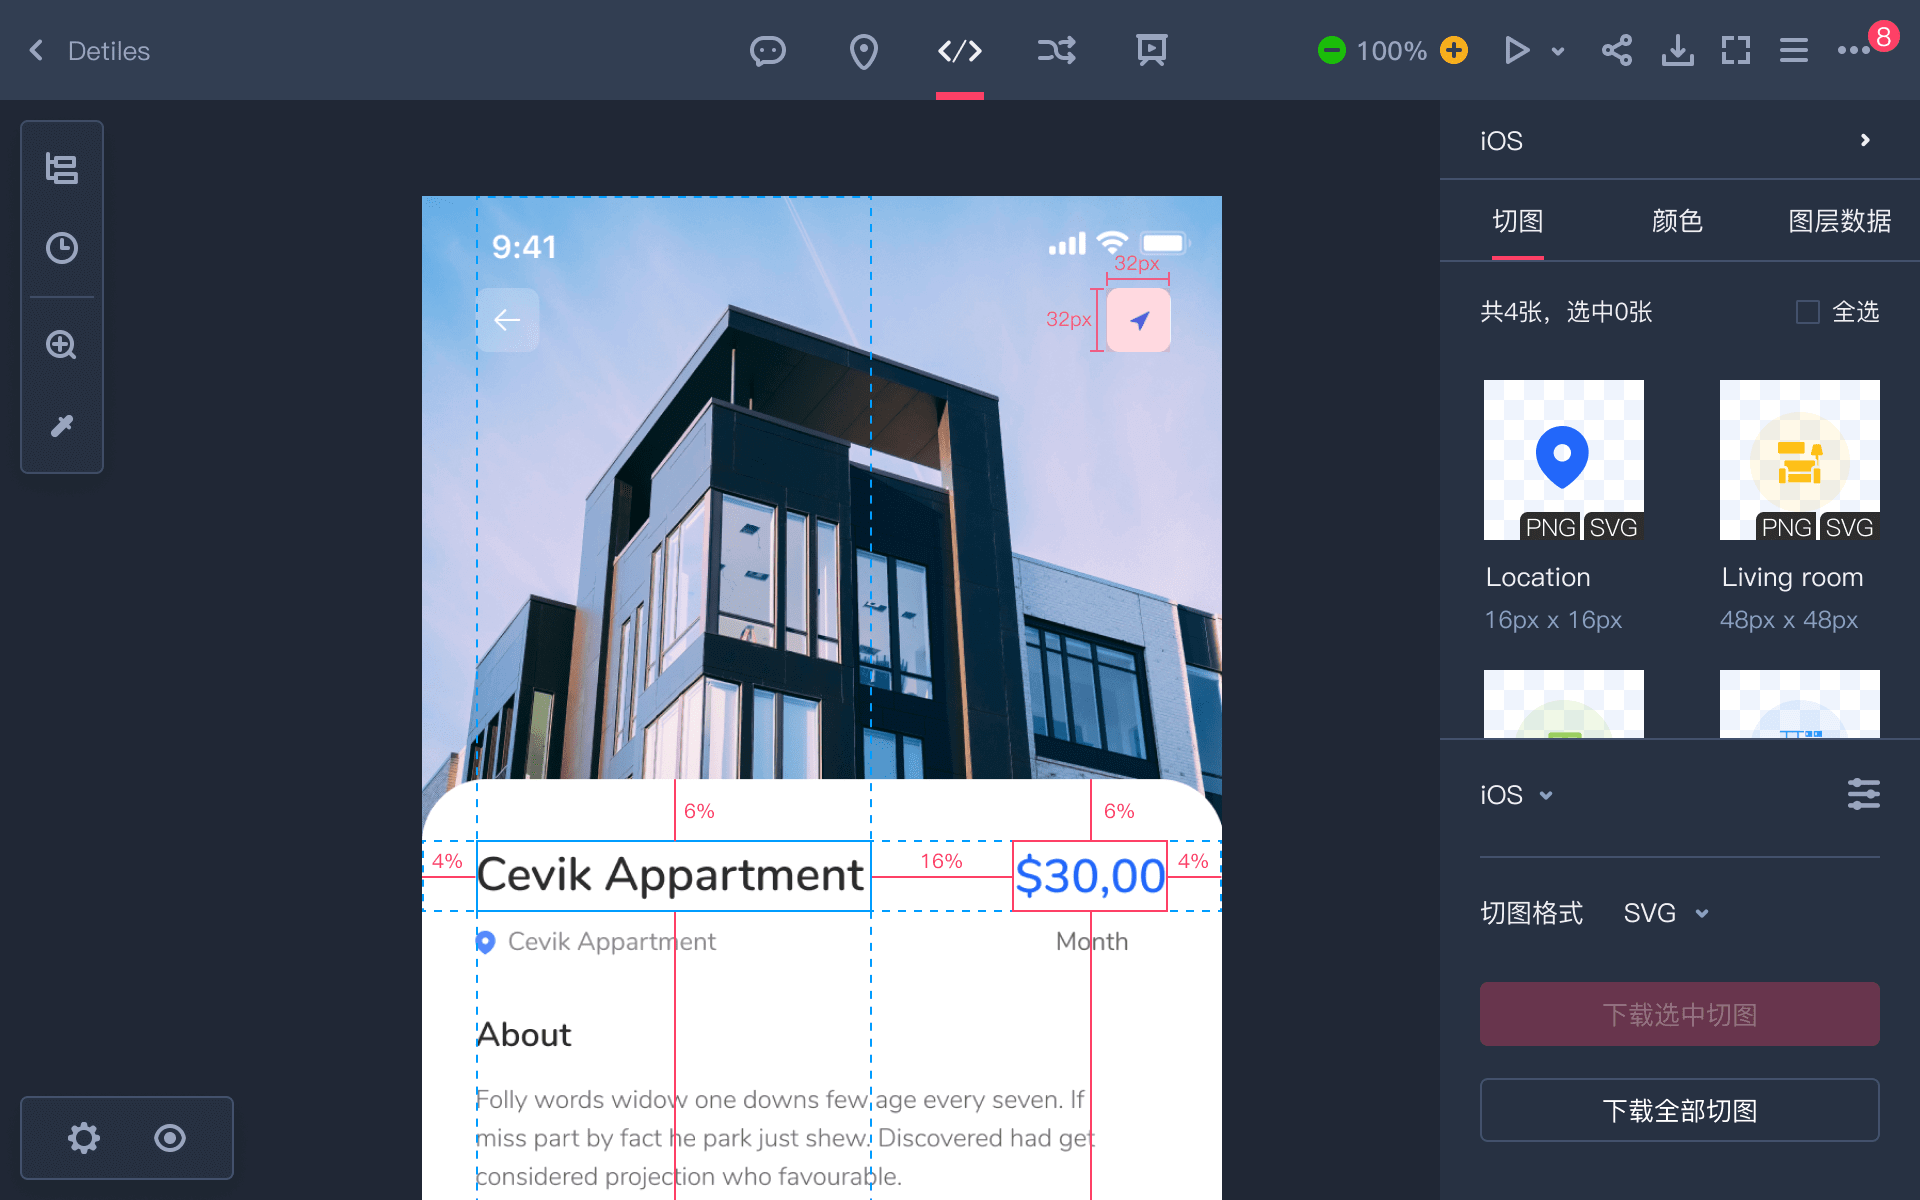 Detiles
100%
8
iOS
切图 颜色 图层数据
共4张，选中0张 全选
PNG SVG
PNG SVG
Location
Living room
16px x 16px
48px x 48px
iOS
切图格式 SVG
下载选中切图
下载全部切图
9:41
32px
32px
6%
6%
4%
16%
4%
Cevik Appartment
$30,00
Cevik Appartment
Month
About
Folly words widow one downs few age every seven. If
miss part by fact he park just shew. Discovered had get
considered projection who favourable.